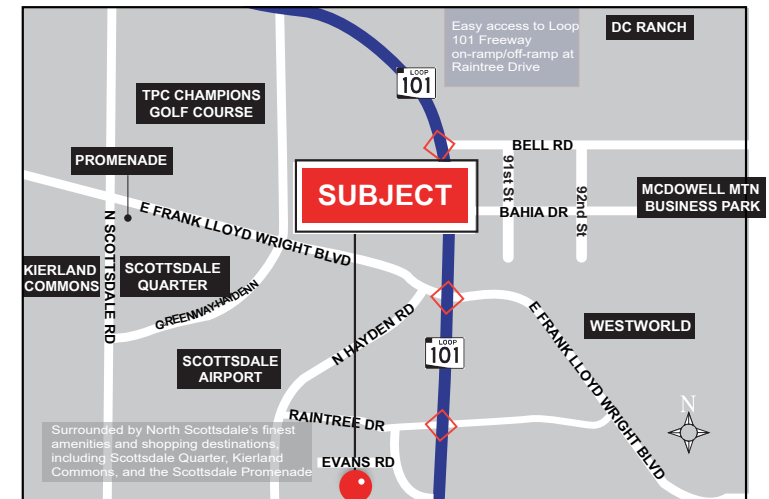 Easy access to Loop
101 Freeway
on-ramp/off-ramp at
Raintree Drive
DC RANCH
LOOP
101
TPC CHAMPIONS
GOLF COURSE
BELL RD
PROMENADE
91st St
92nd St
SUBJECT
MCDOWELL MTN
BUSINESS PARK
BAHIA DR
N SCOTTSDALE RD
E FRANK LLOYD WRIGHT BLVD
KIERLAND
COMMONS
SCOTTSDALE
QUARTER
GREENWAY-HAIDENN
N HAYDEN RD
E FRANK LLOYD WRIGHT BLVD
WESTWORLD
LOOP
101
SCOTTSDALE
AIRPORT
N
RAINTREE DR
Surrounded by North Scottsdale's finest
amenities and shopping destinations,
including Scottsdale Quarter, Kierland
Commons, and the Scottsdale Promenade
EVANS RD